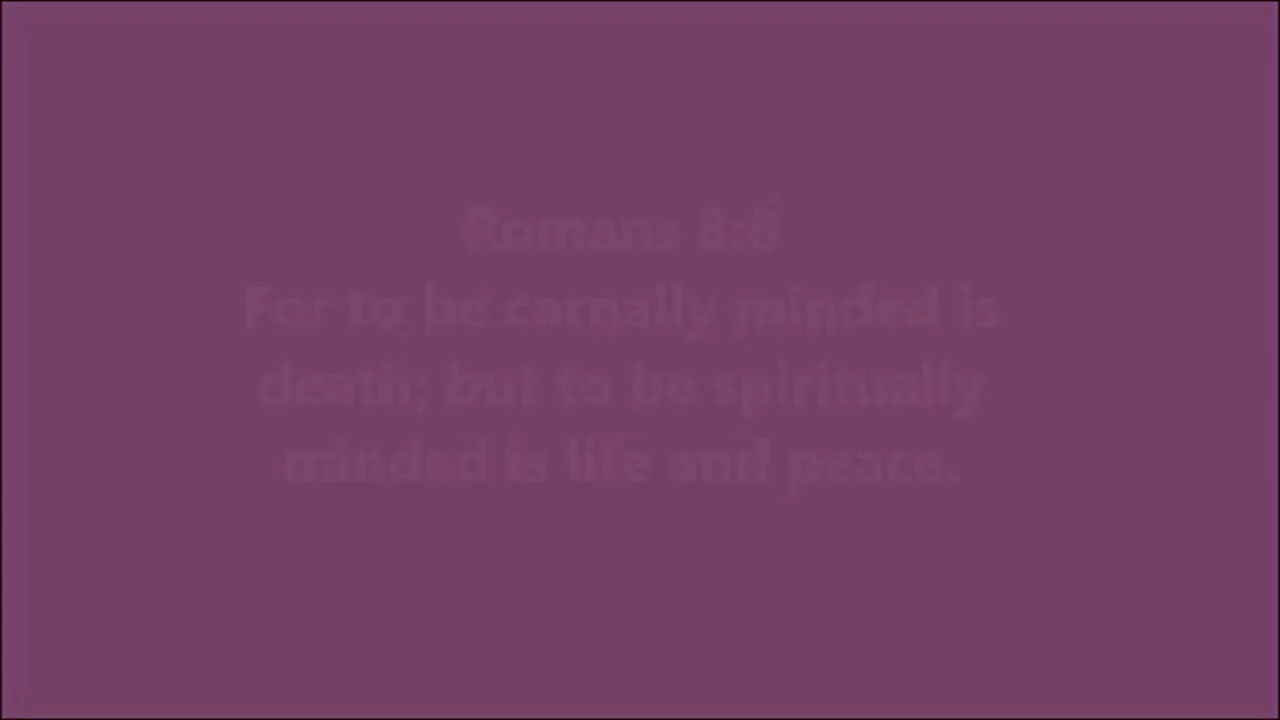 Romans 8:6
For to be carnally minded is
death; but to be spiritually
minded is life and peace.